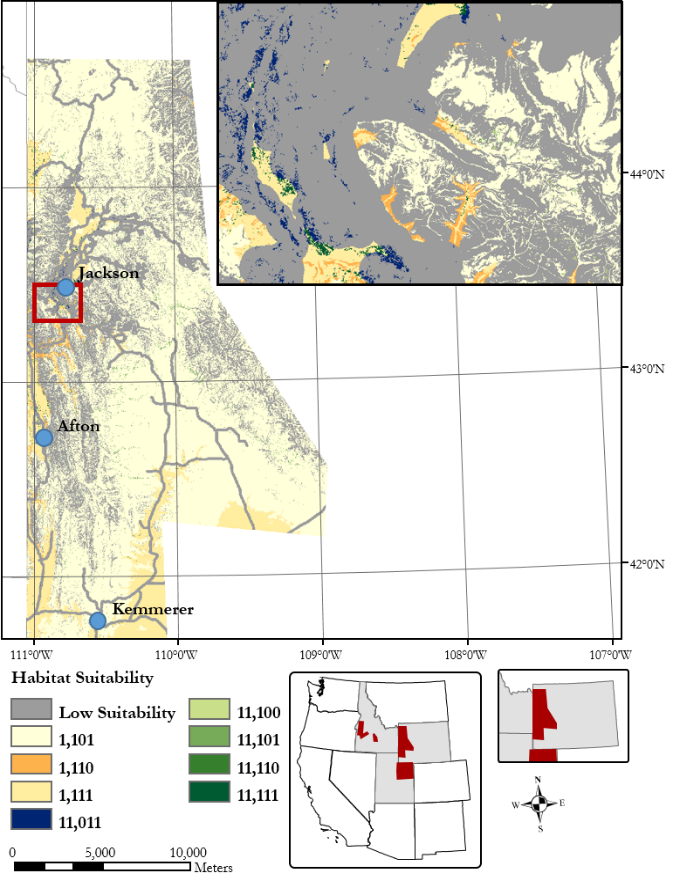 44°0'N
Jackson
43°0'N
Afton
42°0'N
Kemmerer
111°0'W 110°0'W 109°0'W 108°0'W 107°0'W
Habitat Suitability
Low Suitability 11,100
1,101 11,101
1,110 11,110
1,111 11,111
11,011
N
W E
S
0 5,000 10,000
Meters